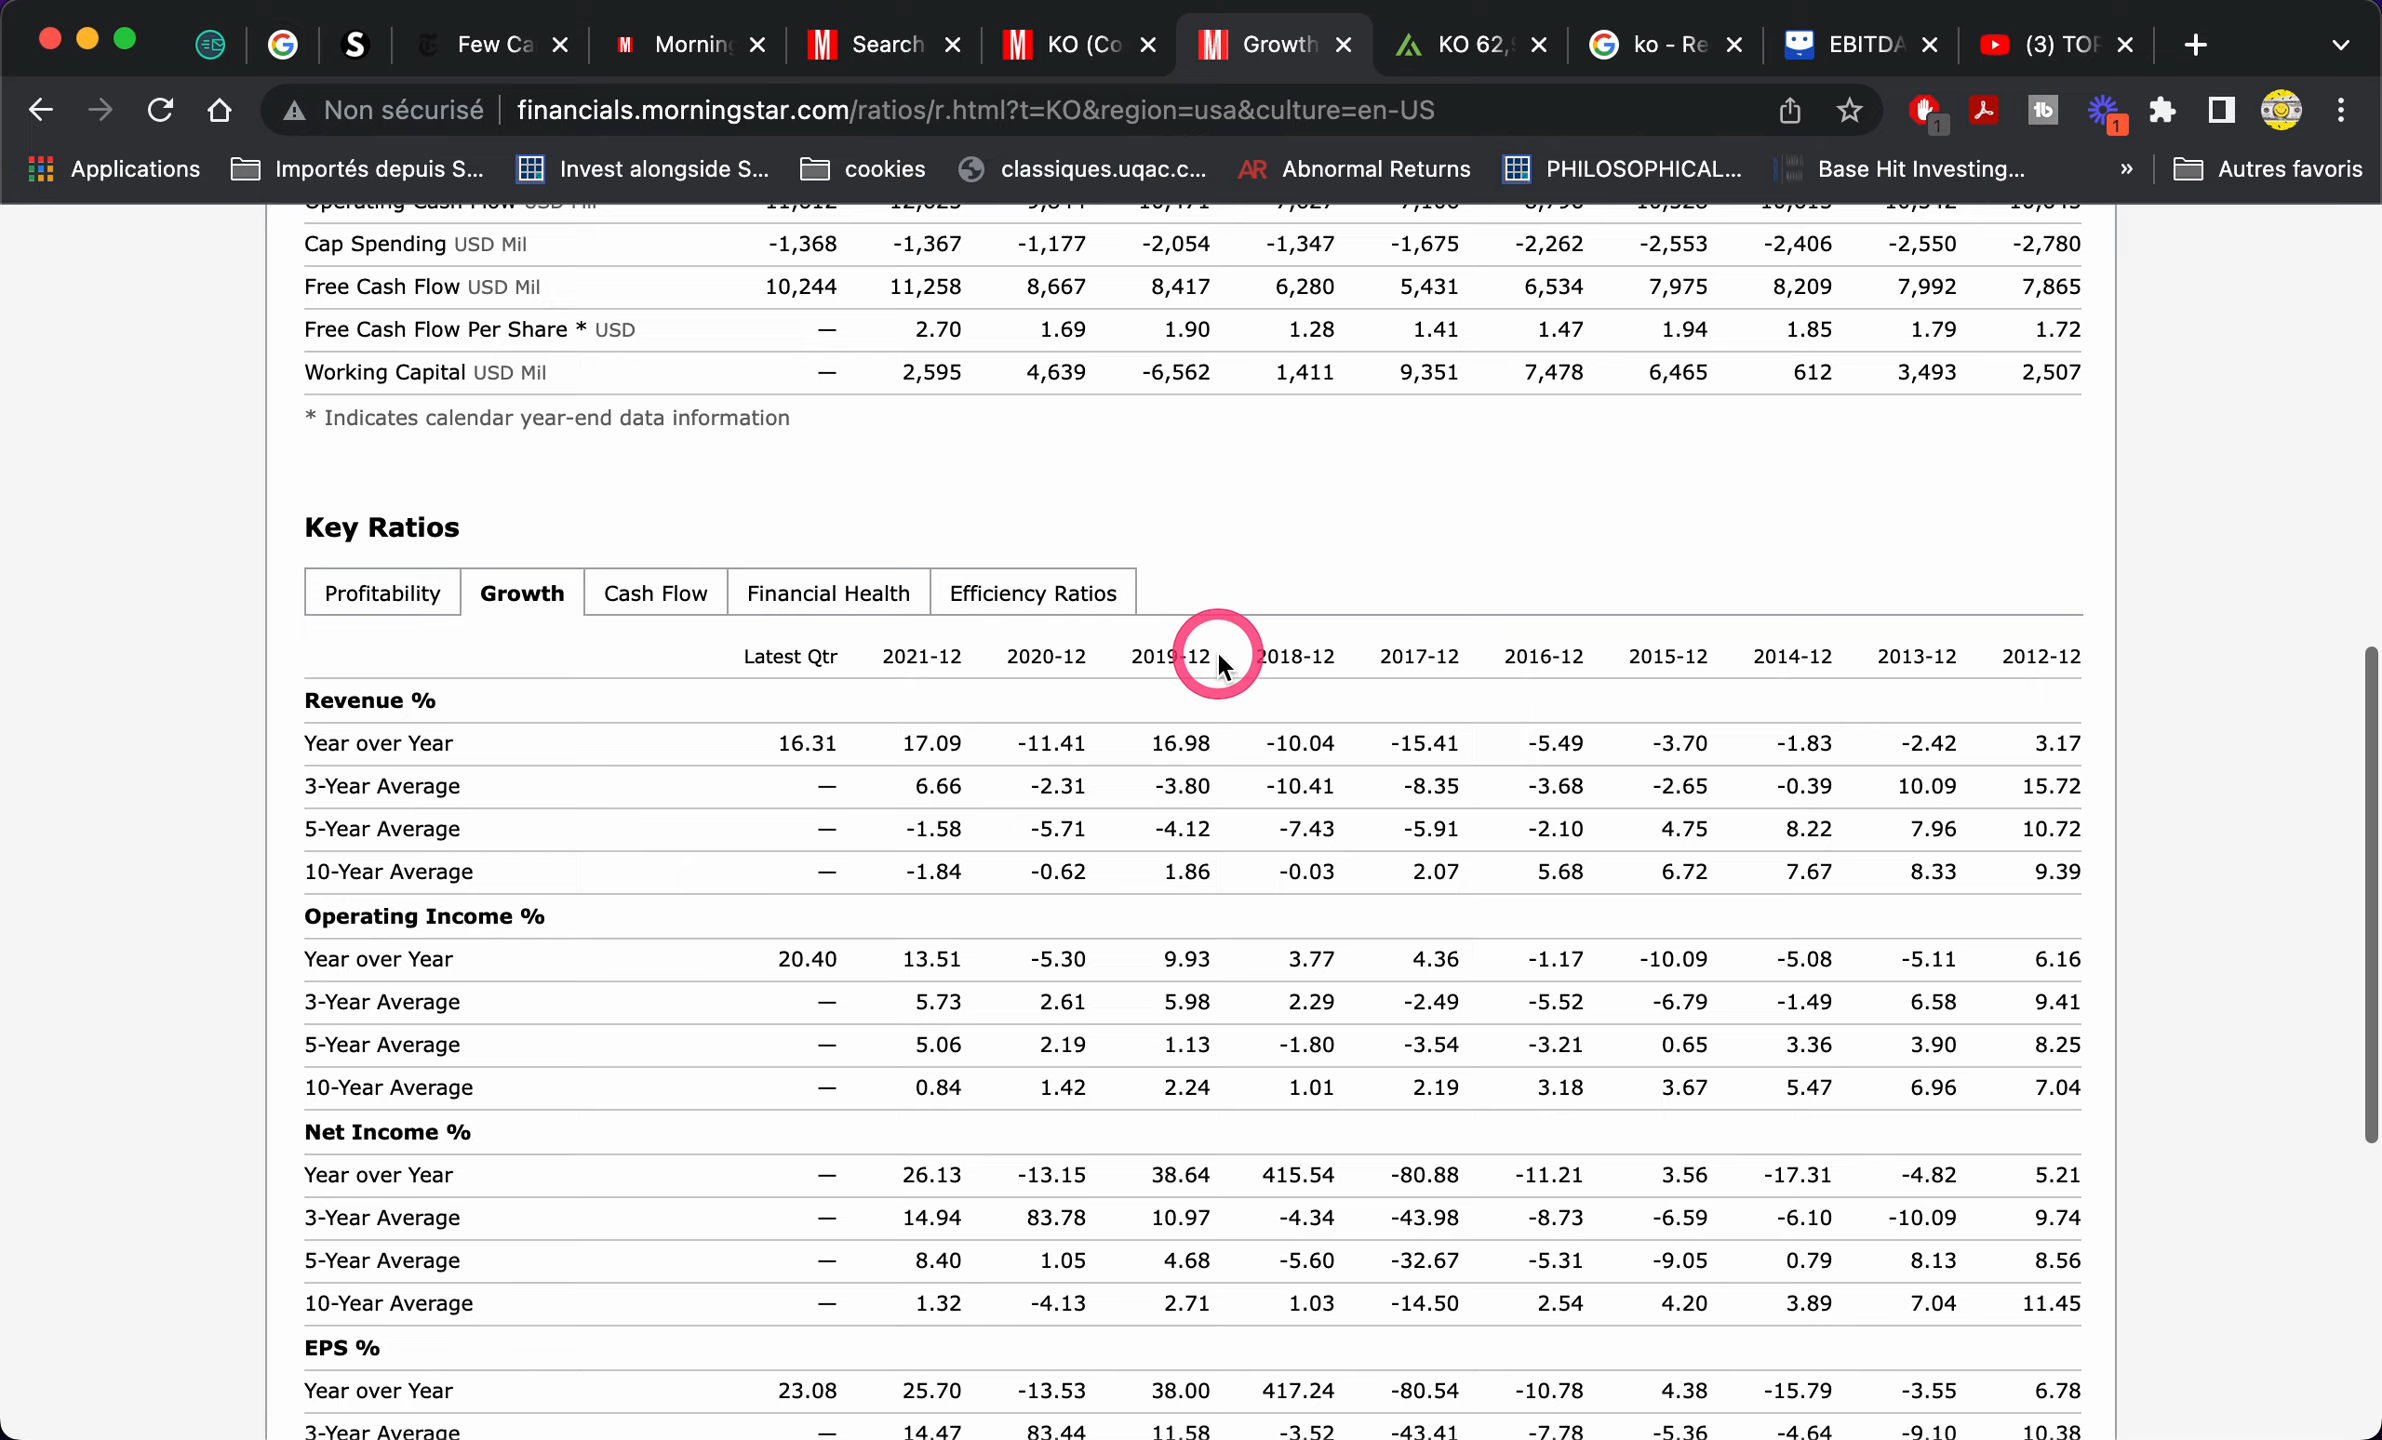 Few Ca
Mornin
Search
KO (Co
Growth
KO 62,
ko - Re
EBITDA
(3) TOP
Non sécurisé
financials.morningstar.com/ratios/r.html?t=KO&region=usa&culture=en-US
1
1
Applications
Importés depuis S...
Invest alongside S...
cookies
classiques.uqac.c...
AR Abnormal Returns
PHILOSOPHICAL...
Base Hit Investing...
»
Autres favoris
Operating Cash Flow USD Mil
Cap Spending USD Mil -1,368 -1,367 -1,177 -2,054 -1,347 -1,675 -2,262 -2,553 -2,406 -2,550 -2,780
Free Cash Flow USD Mil 10,244 11,258 8,667 8,417 6,280 5,431 6,534 7,975 8,209 7,992 7,865
Free Cash Flow Per Share * USD — 2.70 1.69 1.90 1.28 1.41 1.47 1.94 1.85 1.79 1.72
Working Capital USD Mil — 2,595 4,639 -6,562 1,411 9,351 7,478 6,465 612 3,493 2,507
* Indicates calendar year-end data information
Key Ratios
Profitability Growth Cash Flow Financial Health Efficiency Ratios
Latest Qtr 2021-12 2020-12 2019-12 2018-12 2017-12 2016-12 2015-12 2014-12 2013-12 2012-12
Revenue %
Year over Year 16.31 17.09 -11.41 16.98 -10.04 -15.41 -5.49 -3.70 -1.83 -2.42 3.17
3-Year Average — 6.66 -2.31 -3.80 -10.41 -8.35 -3.68 -2.65 -0.39 10.09 15.72
5-Year Average — -1.58 -5.71 -4.12 -7.43 -5.91 -2.10 4.75 8.22 7.96 10.72
10-Year Average — -1.84 -0.62 1.86 -0.03 2.07 5.68 6.72 7.67 8.33 9.39
Operating Income %
Year over Year 20.40 13.51 -5.30 9.93 3.77 4.36 -1.17 -10.09 -5.08 -5.11 6.16
3-Year Average — 5.73 2.61 5.98 2.29 -2.49 -5.52 -6.79 -1.49 6.58 9.41
5-Year Average — 5.06 2.19 1.13 -1.80 -3.54 -3.21 0.65 3.36 3.90 8.25
10-Year Average — 0.84 1.42 2.24 1.01 2.19 3.18 3.67 5.47 6.96 7.04
Net Income %
Year over Year — 26.13 -13.15 38.64 415.54 -80.88 -11.21 3.56 -17.31 -4.82 5.21
3-Year Average — 14.94 83.78 10.97 -4.34 -43.98 -8.73 -6.59 -6.10 -10.09 9.74
5-Year Average — 8.40 1.05 4.68 -5.60 -32.67 -5.31 -9.05 0.79 8.13 8.56
10-Year Average — 1.32 -4.13 2.71 1.03 -14.50 2.54 4.20 3.89 7.04 11.45
EPS %
Year over Year 23.08 25.70 -13.53 38.00 417.24 -80.54 -10.78 4.38 -15.79 -3.55 6.78
3-Year Average — 14.47 83.44 11.58 -3.52 -43.41 -7.78 -5.36 -4.64 -9.10 10.38